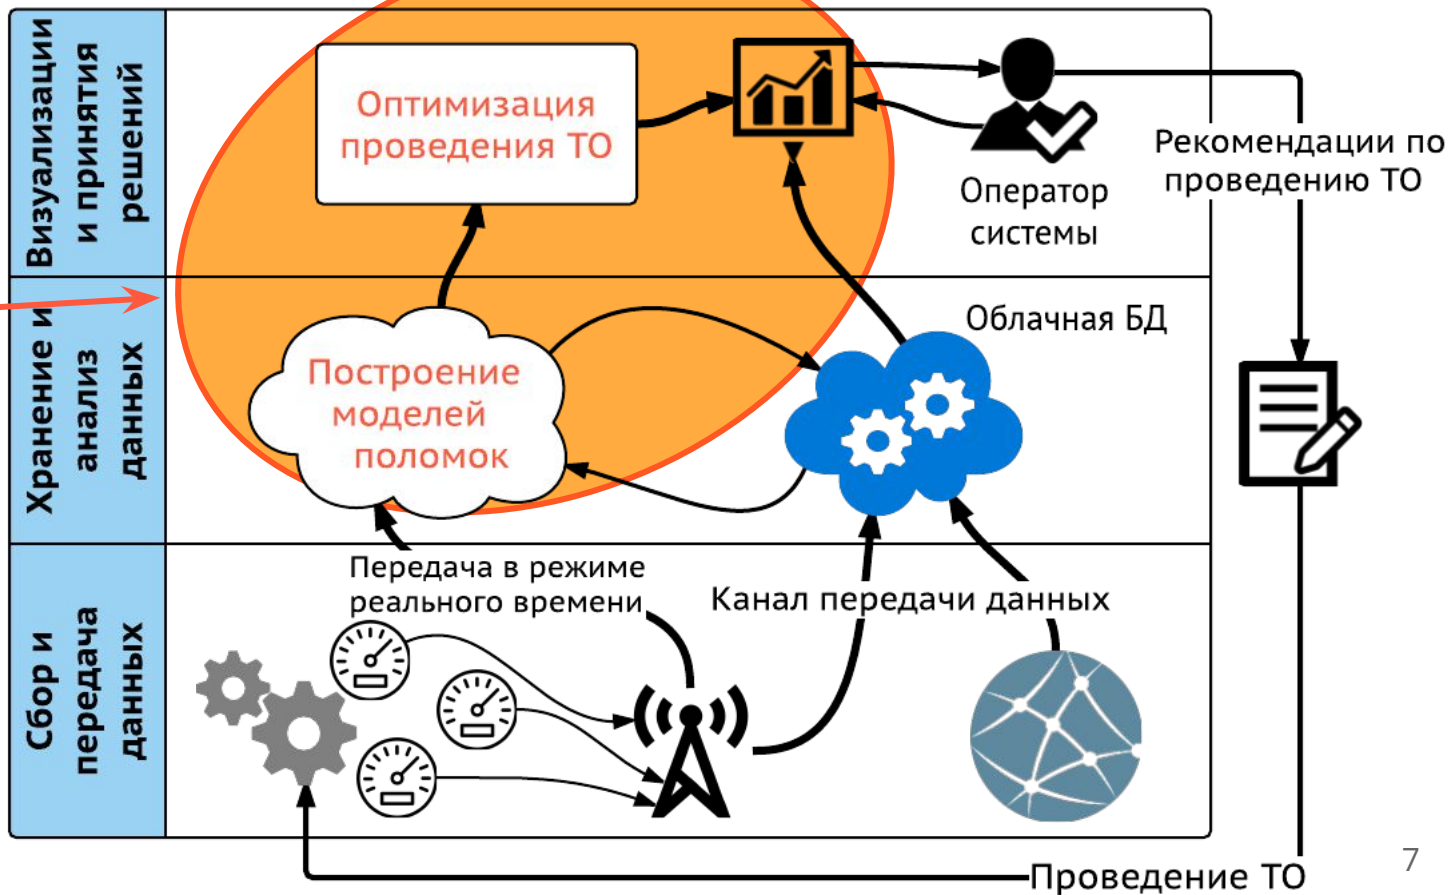 Визуализации
и принятия
решений
Оптимизация
проведения ТО
Оператор
системы
Рекомендации по
проведению ТО
Хранение и
анализ
данных
Построение
моделей
поломок
Облачная БД
Сбор и
передача
данных
Передача в режиме
реального времени
Канал передачи данных
Проведение ТО
7